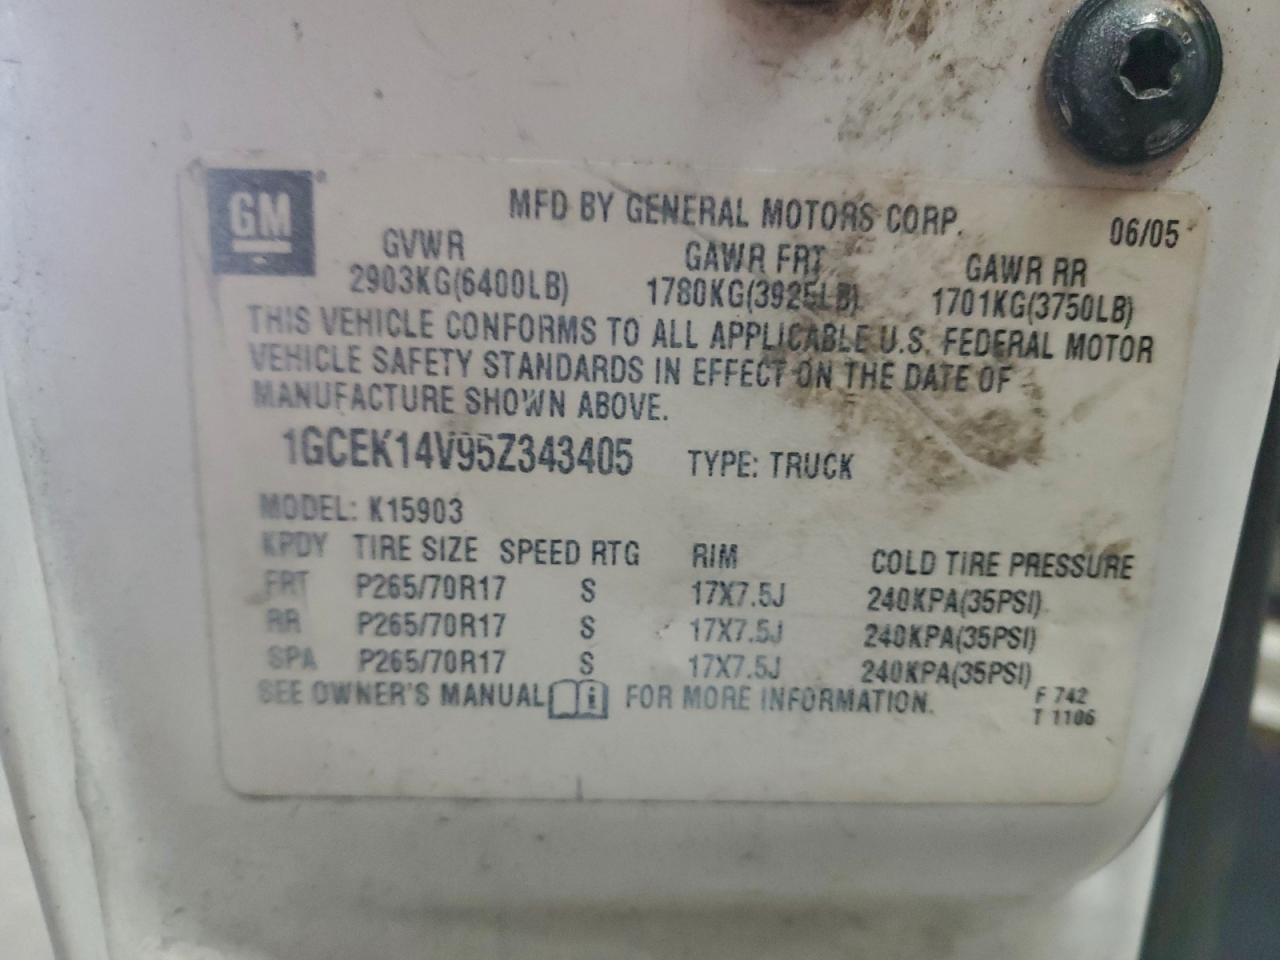 GM
MFD BY GENERAL MOTORS CORP. 06/05
GVWR GAWR FRT GAWR RR
2903KG(6400LB) 1780KG(3925LB) 1701KG(3750LB)
THIS VEHICLE CONFORMS TO ALL APPLICABLE U.S. FEDERAL MOTOR
VEHICLE SAFETY STANDARDS IN EFFECT ON THE DATE OF
MANUFACTURE SHOWN ABOVE.
1GCEK14V95Z343405 TYPE: TRUCK
MODEL: K15903
KPDY TIRE SIZE SPEED RTG RIM COLD TIRE PRESSURE
FRT P265/70R17 S 17X7.5J 240KPA(35PSI)
RR P265/70R17 S 17X7.5J 240KPA(35PSI)
SPA P265/70R17 S 17X7.5J 240KPA(35PSI)
SEE OWNER'S MANUAL i FOR MORE INFORMATION.
F 742
T 1106